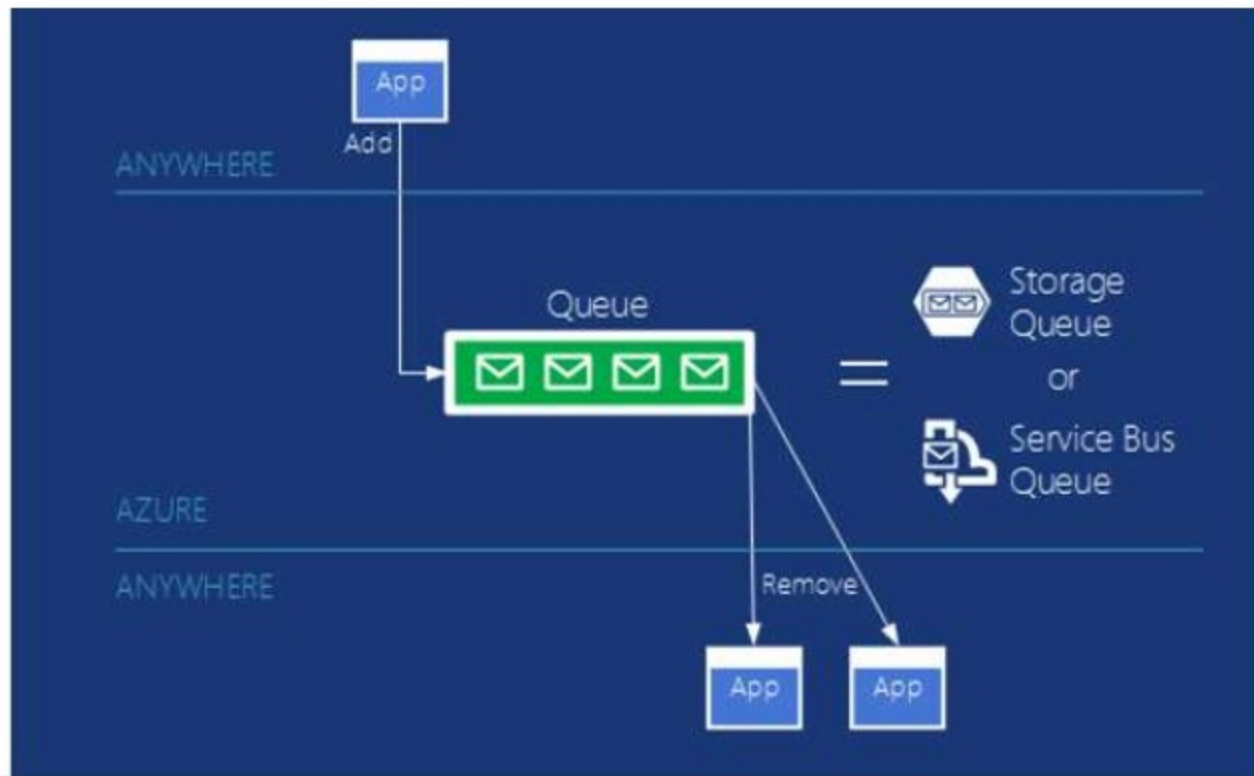 App
Add
ANYWHERE
Queue
=
Storage
Queue
or
Service Bus
Queue
AZURE
ANYWHERE
Remove
App
App